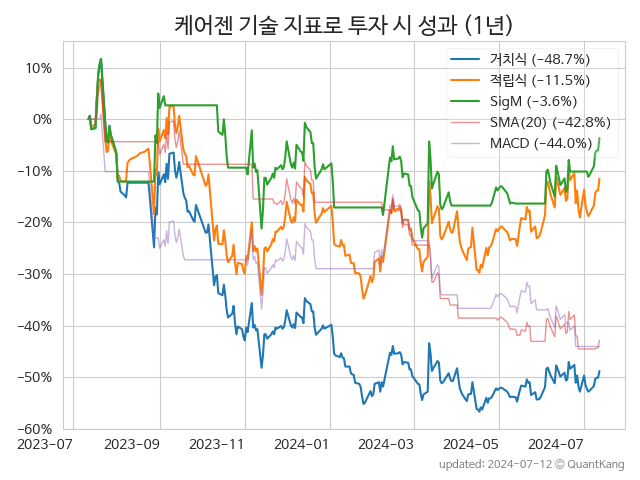 케어젠 기술 지표로 투자 시 성과 (1년)
거치식 (−48.7%)
적립식 (−11.5%)
SigM (−3.6%)
SMA(20) (−42.8%)
MACD (−44.0%)
10%
0%
−10%
−20%
−30%
−40%
−50%
−60%
2023-07 2023-09 2023-11 2024-01 2024-03 2024-05 2024-07
updated: 2024-07-12 © QuantKang